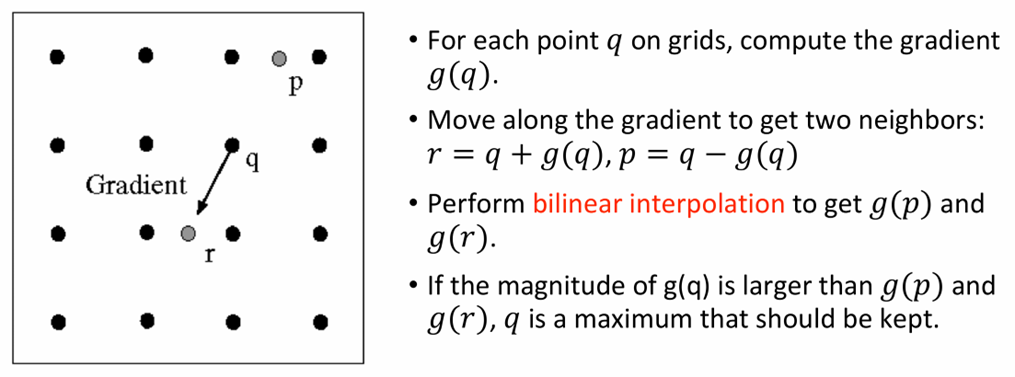 p
q
Gradient
r
• For each point q on grids, compute the gradient
g(q).
• Move along the gradient to get two neighbors:
r = q + g(q), p = q − g(q)
• Perform bilinear interpolation to get g(p) and
g(r).
• If the magnitude of g(q) is larger than g(p) and
g(r), q is a maximum that should be kept.